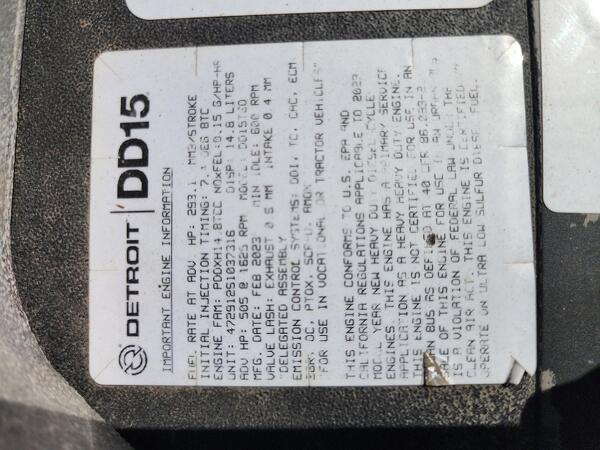 DETROIT | DD15
IMPORTANT ENGINE INFORMATION
FUEL RATE AT ADV. HP: 293.1 MM3/STROKE
INITIAL INJECTION TIMING: 7. DEG BTC
ENGINE FAM: PDDXH14.8TCC NOxFEL:0.15 G/HP-HR
UNIT: 472912S1037316 DISP: 14.8 LITERS
ADV HP: 505 @ 1625 RPM MODEL: DD15TGO
MFG. DATE: FEB 2023 MIN IDLE: 600 RPM
VALVE LASH: EXHAUST 0.6 MM INTAKE 0.4 MM
"DELEGATED ASSEMBLY"
EMISSION CONTROL SYSTEMS: DDI, TC, CAC, ECM
EGR, OC, PTOX, SCR-U, AMOX
"FOR USE IN VOCATIONAL OR TRACTOR VEHICLES"
THIS ENGINE CONFORMS TO U.S. EPA AND
CALIFORNIA REGULATIONS APPLICABLE TO 2023
MODEL YEAR NEW HEAVY DUTY DIESEL CYCLE
ENGINES. THIS ENGINE HAS A PRIMARY SERVICE
APPLICATION AS A HEAVY HEAVY DUTY ENGINE.
THIS ENGINE IS NOT CERTIFIED FOR USE IN AN
URBAN BUS AS DEFINED AT 40 CFR 86.093-2
SALE OF THIS ENGINE FOR USE IN AN URBAN BUS
IS A VIOLATION OF FEDERAL LAW UNDER THE
CLEAN AIR ACT. THIS ENGINE IS CERTIFIED
OPERATE ON ULTRA LOW SULFUR DIESEL FUEL.